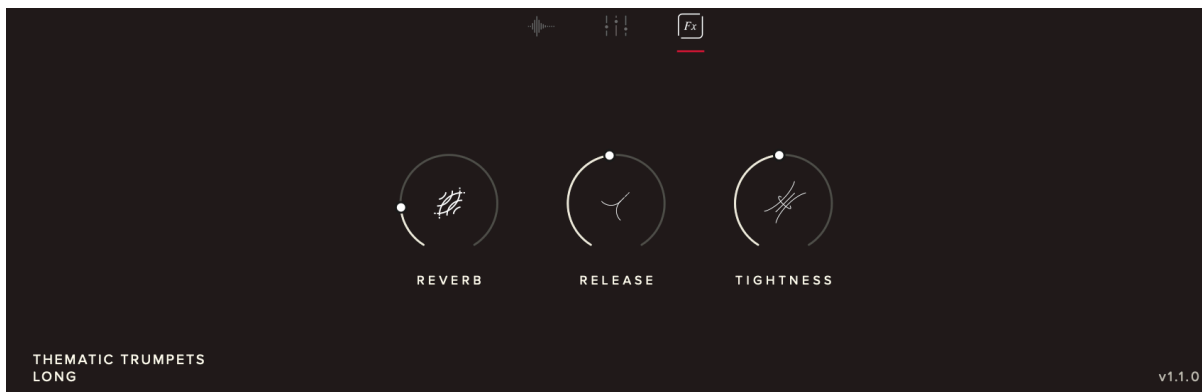 Fx
REVERB
RELEASE
TIGHTNESS
THEMATIC TRUMPETS
LONG
v1.1.0